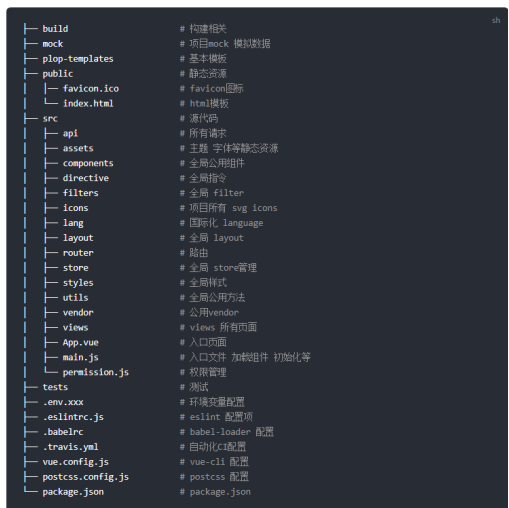 sh
├── build                      # 构建相关
├── mock                       # 项目mock 模拟数据
├── plop-templates             # 基本模板
├── public                     # 静态资源
│   ├── favicon.ico            # favicon图标
│   └── index.html             # html模板
├── src                        # 源代码
│   ├── api                    # 所有请求
│   ├── assets                 # 主题 字体等静态资源
│   ├── components             # 全局公用组件
│   ├── directive              # 全局指令
│   ├── filters                # 全局 filter
│   ├── icons                  # 项目所有 svg icons
│   ├── lang                   # 国际化 language
│   ├── layout                 # 全局 layout
│   ├── router                 # 路由
│   ├── store                  # 全局 store管理
│   ├── styles                 # 全局样式
│   ├── utils                  # 全局公用方法
│   ├── vendor                 # 公用vendor
│   ├── views                  # views 所有页面
│   ├── App.vue                # 入口页面
│   ├── main.js                # 入口文件 加载组件 初始化等
│   └── permission.js          # 权限管理
├── tests                      # 测试
├── .env.xxx                   # 环境变量配置
├── .eslintrc.js               # eslint 配置项
├── .babelrc                   # babel-loader 配置
├── .travis.yml                # 自动化CI配置
├── vue.config.js              # vue-cli 配置
├── postcss.config.js          # postcss 配置
└── package.json               # package.json